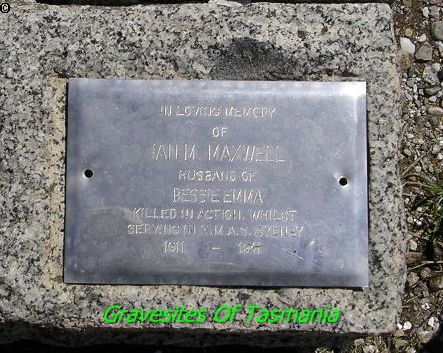 ©
IN LOVING MEMORY
OF
IAN M. MAXWELL
HUSBAND OF
BESSIE EMMA
KILLED IN ACTION, WHILST
SERVING IN H.M.A.S. SYDNEY
1911 –
Gravesites Of Tasmania